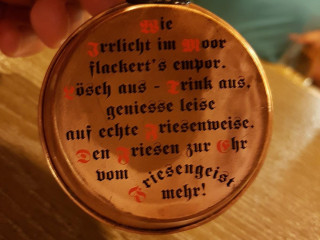 Wie
Irrlicht im Moor
flackert's empor.
Lösch aus - Trink aus,
geniesse leise
auf echte Friesenweise.
Den Friesen zur Ehr
vom Friesengeist
mehr!